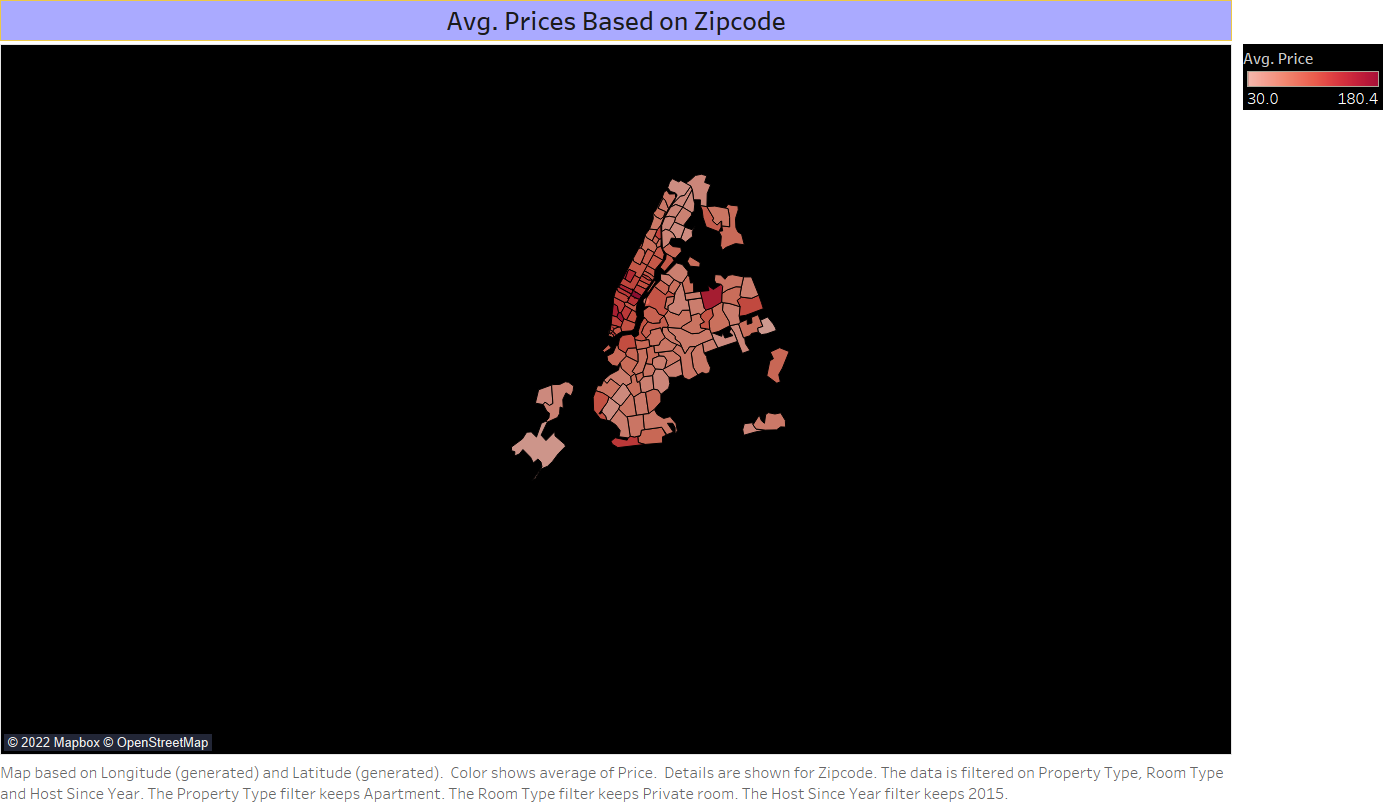 Avg. Prices Based on Zipcode
Avg. Price
30.0 180.4
© 2022 Mapbox © OpenStreetMap
Map based on Longitude (generated) and Latitude (generated).  Color shows average of Price.  Details are shown for Zipcode. The data is filtered on Property Type, Room Type
and Host Since Year. The Property Type filter keeps Apartment. The Room Type filter keeps Private room. The Host Since Year filter keeps 2015.